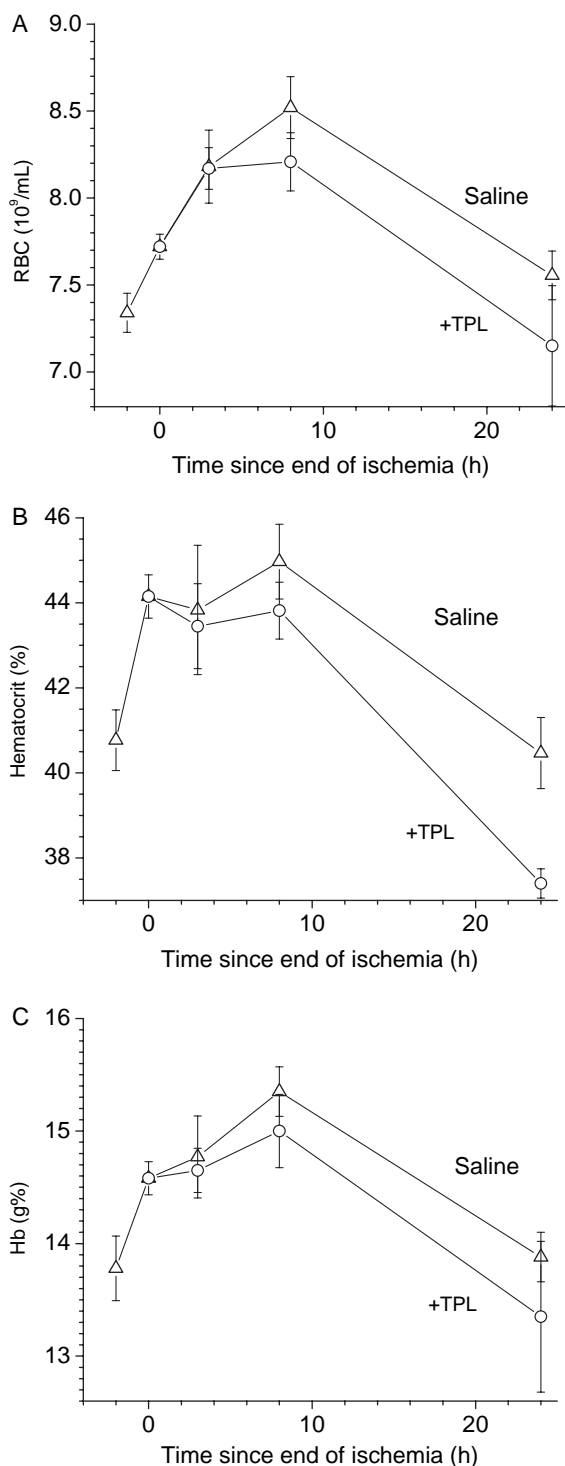 A
9.0
8.5
8.0
7.5
7.0
RBC (10⁹/mL)
Saline
+TPL
0 10 20
Time since end of ischemia (h)
B
46
44
42
40
38
Hematocrit (%)
Saline
+TPL
0 10 20
Time since end of ischemia (h)
C
16
15
14
13
Hb (g%)
Saline
+TPL
0 10 20
Time since end of ischemia (h)